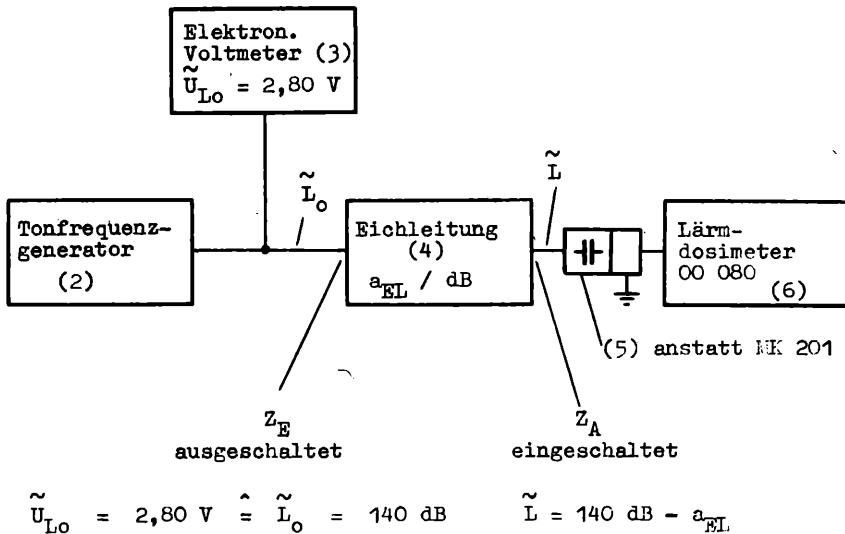 Elektron.
Voltmeter (3)
Ũ_Lo = 2,80 V
L̃_o
L̃
Tonfrequenz-
generator
(2)
Eichleitung
(4)
a_EL / dB
Lärm-
dosimeter
00 080
(6)
(5) anstatt MK 201
Z_E
ausgeschaltet
Z_A
eingeschaltet
Ũ_Lo = 2,80 V ≙ L̃_o = 140 dB L̃ = 140 dB - a_EL